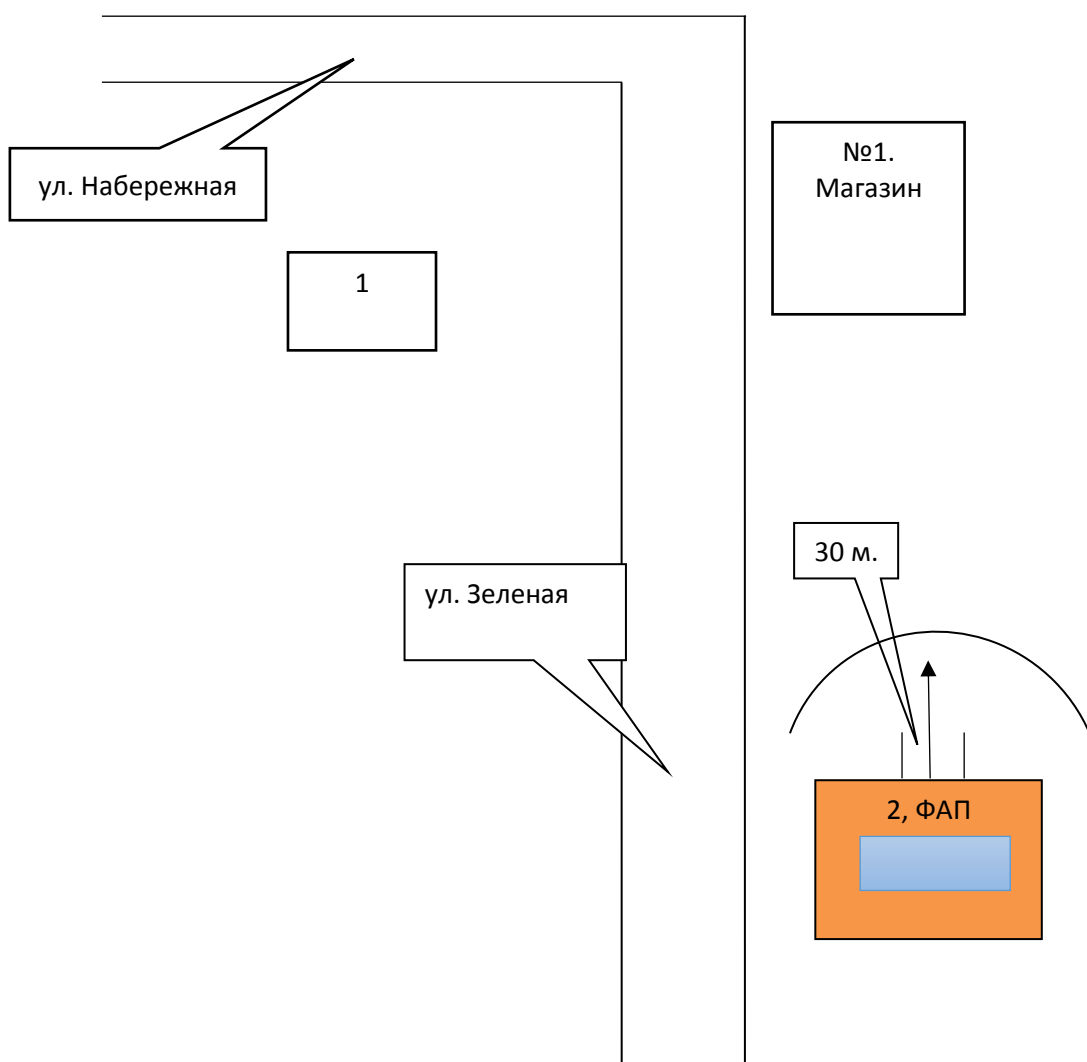 ул. Набережная
№1.
Магазин
1
30 м.
ул. Зеленая
2, ФАП